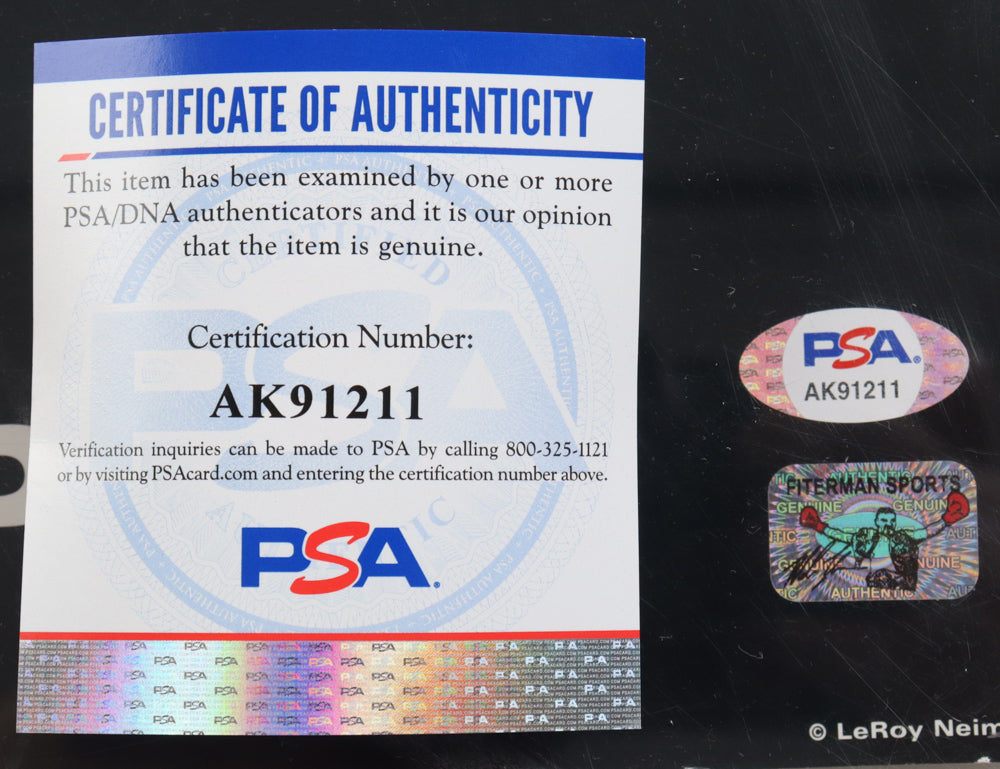 CERTIFICATE OF AUTHENTICITY
This item has been examined by one or more
PSA/DNA authenticators and it is our opinion
that the item is genuine.
Certification Number:
AK91211
Verification inquiries can be made to PSA by calling 800-325-1121
or by visiting PSAcard.com and entering the certification number above.
PSA
PSA
AK91211
FITERMAN SPORTS
GENUINE
AUTHENTIC
© LeRoy Neim